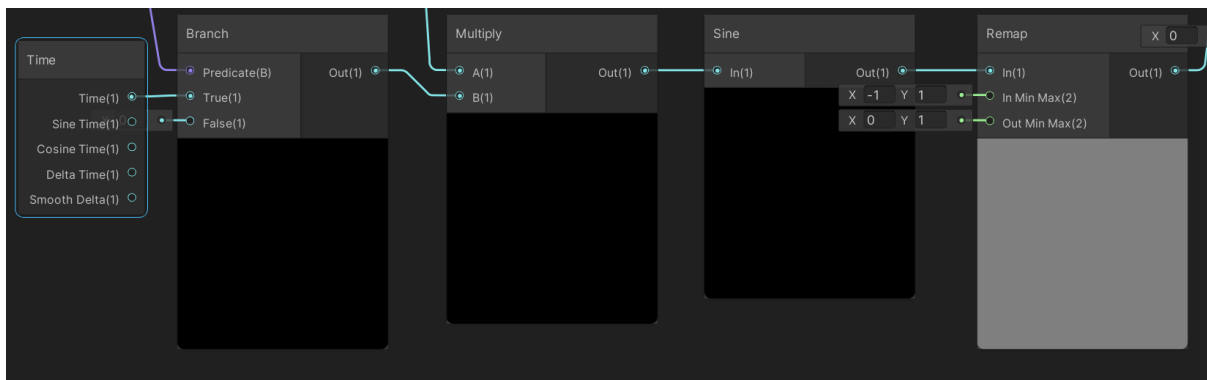 Time
Time(1)
Sine Time(1)
Cosine Time(1)
Delta Time(1)
Smooth Delta(1)
Branch
Predicate(B)
Out(1)
True(1)
False(1)
Multiply
A(1)
Out(1)
B(1)
Sine
In(1)
Out(1)
X -1 Y 1
X 0 Y 1
Remap
X 0
In(1)
Out(1)
In Min Max(2)
Out Min Max(2)